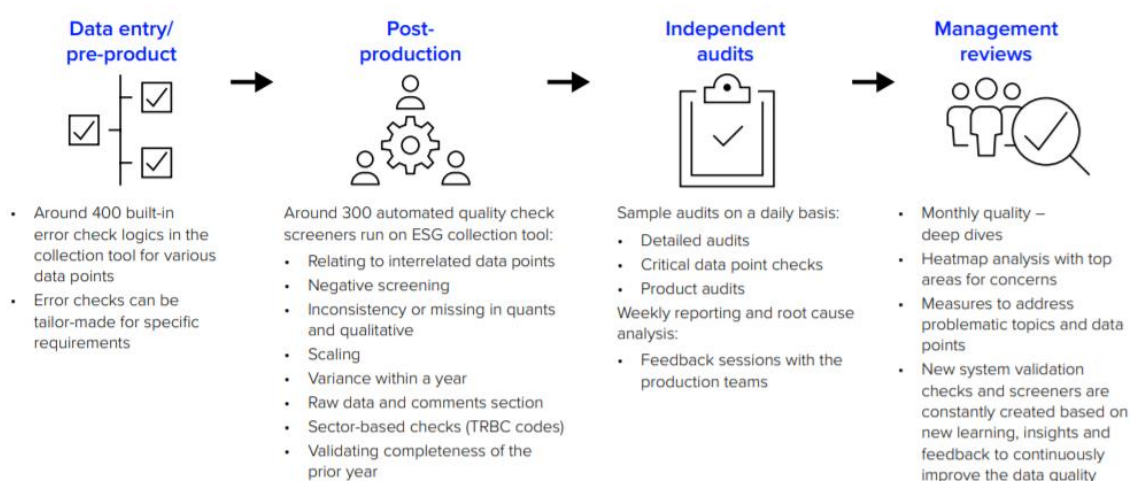 Data entry/
pre-product
• Around 400 built-in
error check logics in the
collection tool for various
data points
• Error checks can be
tailor-made for specific
requirements
Post-
production
Around 300 automated quality check
screeners run on ESG collection tool:
• Relating to interrelated data points
• Negative screening
• Inconsistency or missing in quants
and qualitative
• Scaling
• Variance within a year
• Raw data and comments section
• Sector-based checks (TRBC codes)
• Validating completeness of the
prior year
Independent
audits
Sample audits on a daily basis:
• Detailed audits
• Critical data point checks
• Product audits
Weekly reporting and root cause
analysis:
• Feedback sessions with the
production teams
Management
reviews
• Monthly quality –
deep dives
• Heatmap analysis with top
areas for concerns
• Measures to address
problematic topics and data
points
• New system validation
checks and screeners are
constantly created based on
new learning, insights and
feedback to continuously
improve the data quality